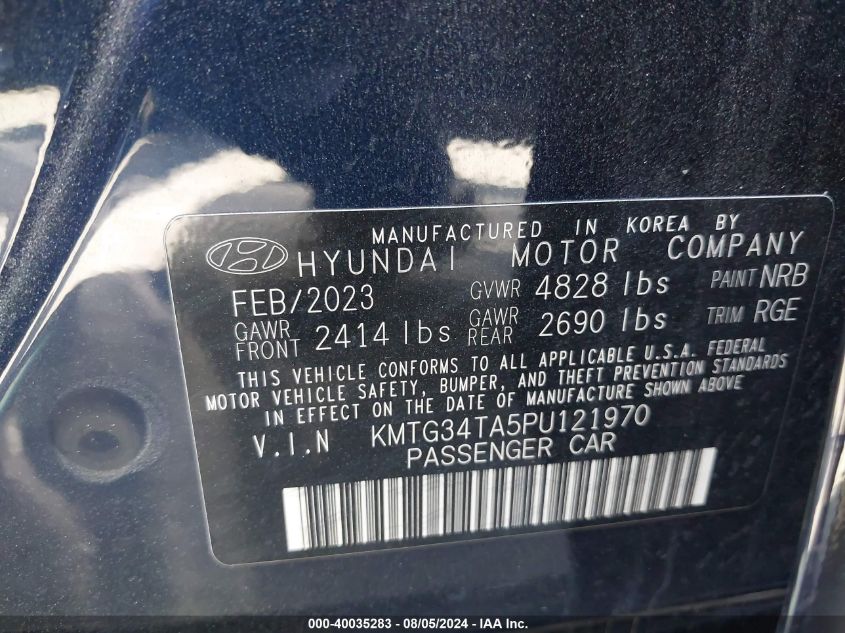 MANUFACTURED IN KOREA BY
HYUNDAI MOTOR COMPANY
FEB/2023 GVWR 4828 lbs PAINT NRB
GAWR FRONT 2414 lbs GAWR REAR 2690 lbs TRIM RGE
THIS VEHICLE CONFORMS TO ALL APPLICABLE U.S.A. FEDERAL
MOTOR VEHICLE SAFETY, BUMPER, AND THEFT PREVENTION STANDARDS
IN EFFECT ON THE DATE OF MANUFACTURE SHOWN ABOVE
V.I.N KMTG34TA5PU121970
PASSENGER CAR
000-40035283 - 08/05/2024 - IAA Inc.